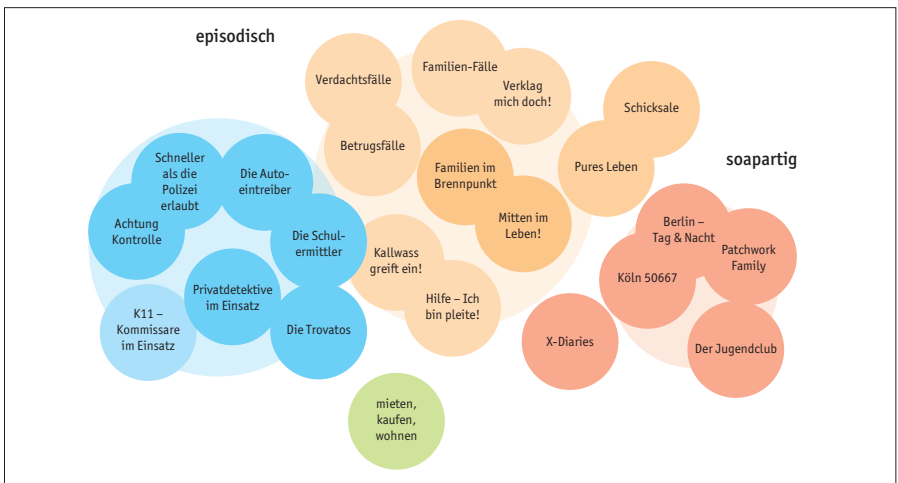 episodisch
Verdachtsfälle
Familien-Fälle
Verklag
mich doch!
Schicksale
Betrugsfälle
Pures Leben
soapartig
Schneller
als die
Polizei
erlaubt
Die Auto-
eintreiber
Familien im
Brennpunkt
Achtung
Kontrolle
Die Schul-
ermittler
Mitten im
Leben!
Berlin –
Tag & Nacht
Patchwork
Family
Kallwass
greift ein!
Köln 50667
Privatdetektive
im Einsatz
Hilfe – Ich
bin pleite!
K11 –
Kommissare
im Einsatz
Die Trovatos
X-Diaries
Der Jugendclub
mieten,
kaufen,
wohnen